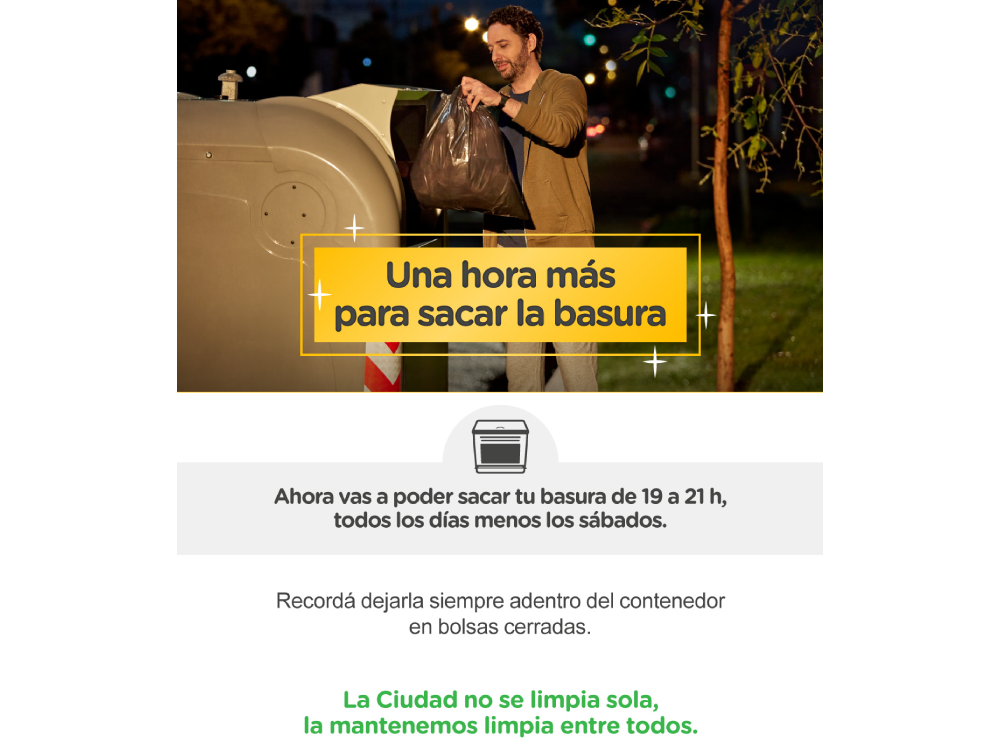 Una hora más
para sacar la basura
Ahora vas a poder sacar tu basura de 19 a 21 h,
todos los días menos los sábados.
Recordá dejarla siempre adentro del contenedor
en bolsas cerradas.
La Ciudad no se limpia sola,
la mantenemos limpia entre todos.